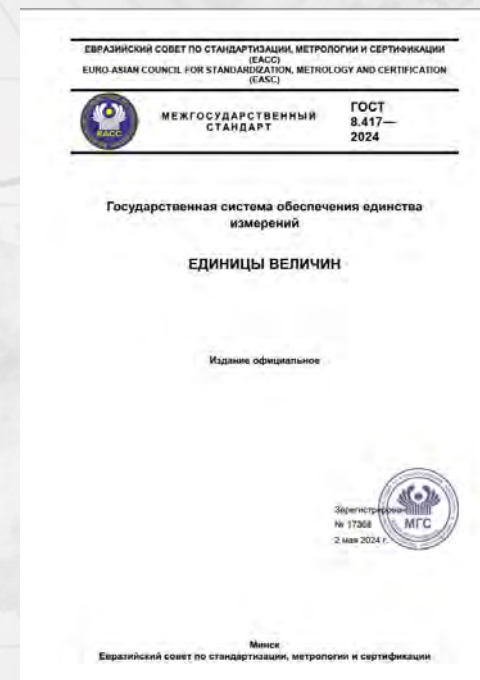 ЕВРАЗИЙСКИЙ СОВЕТ ПО СТАНДАРТИЗАЦИИ, МЕТРОЛОГИИ И СЕРТИФИКАЦИИ
(ЕАСС)
EURO-ASIAN COUNCIL FOR STANDARDIZATION, METROLOGY AND CERTIFICATION
(EASC)
ЕАСС
МЕЖГОСУДАРСТВЕННЫЙ
СТАНДАРТ
ГОСТ
8.417—
2024
Государственная система обеспечения единства
измерений
ЕДИНИЦЫ ВЕЛИЧИН
Издание официальное
Зарегистрирован
№ 17368
2 мая 2024 г.
МГС
Минск
Евразийский совет по стандартизации, метрологии и сертификации